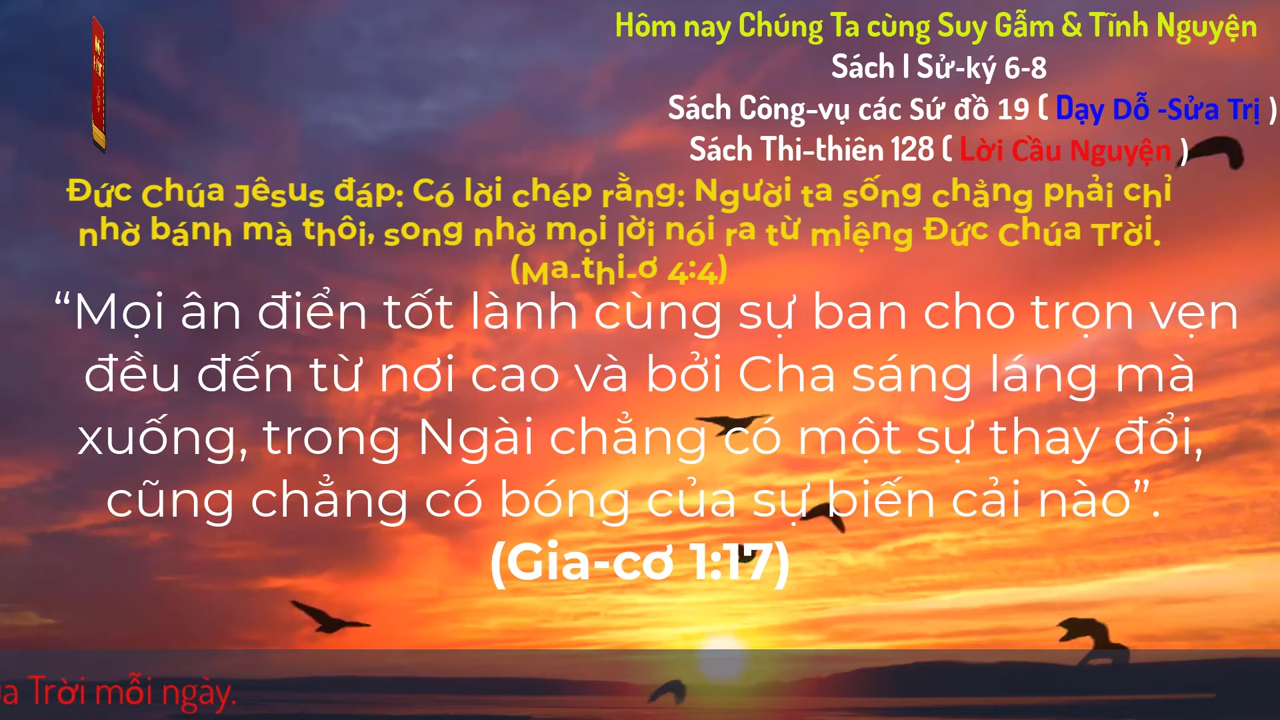 Hôm nay Chúng Ta cùng Suy Gẫm & Tĩnh Nguyện
Sách I Sử-ký 6-8
Sách Công-vụ các Sứ đồ 19 ( Dạy Dỗ -Sửa Trị )
Sách Thi-thiên 128 ( Lời Cầu Nguyện )
Đức Chúa Jêsus đáp: Có lời chép rằng: Người ta sống chẳng phải chỉ
nhờ bánh mà thôi, song nhờ mọi lời nói ra từ miệng Đức Chúa Trời.
(Ma-thi-ơ 4:4)
“Mọi ân điển tốt lành cùng sự ban cho trọn vẹn
đều đến từ nơi cao và bởi Cha sáng láng mà
xuống, trong Ngài chẳng có một sự thay đổi,
cũng chẳng có bóng của sự biến cải nào”.
(Gia-cơ 1:17)
Trời mỗi ngày.